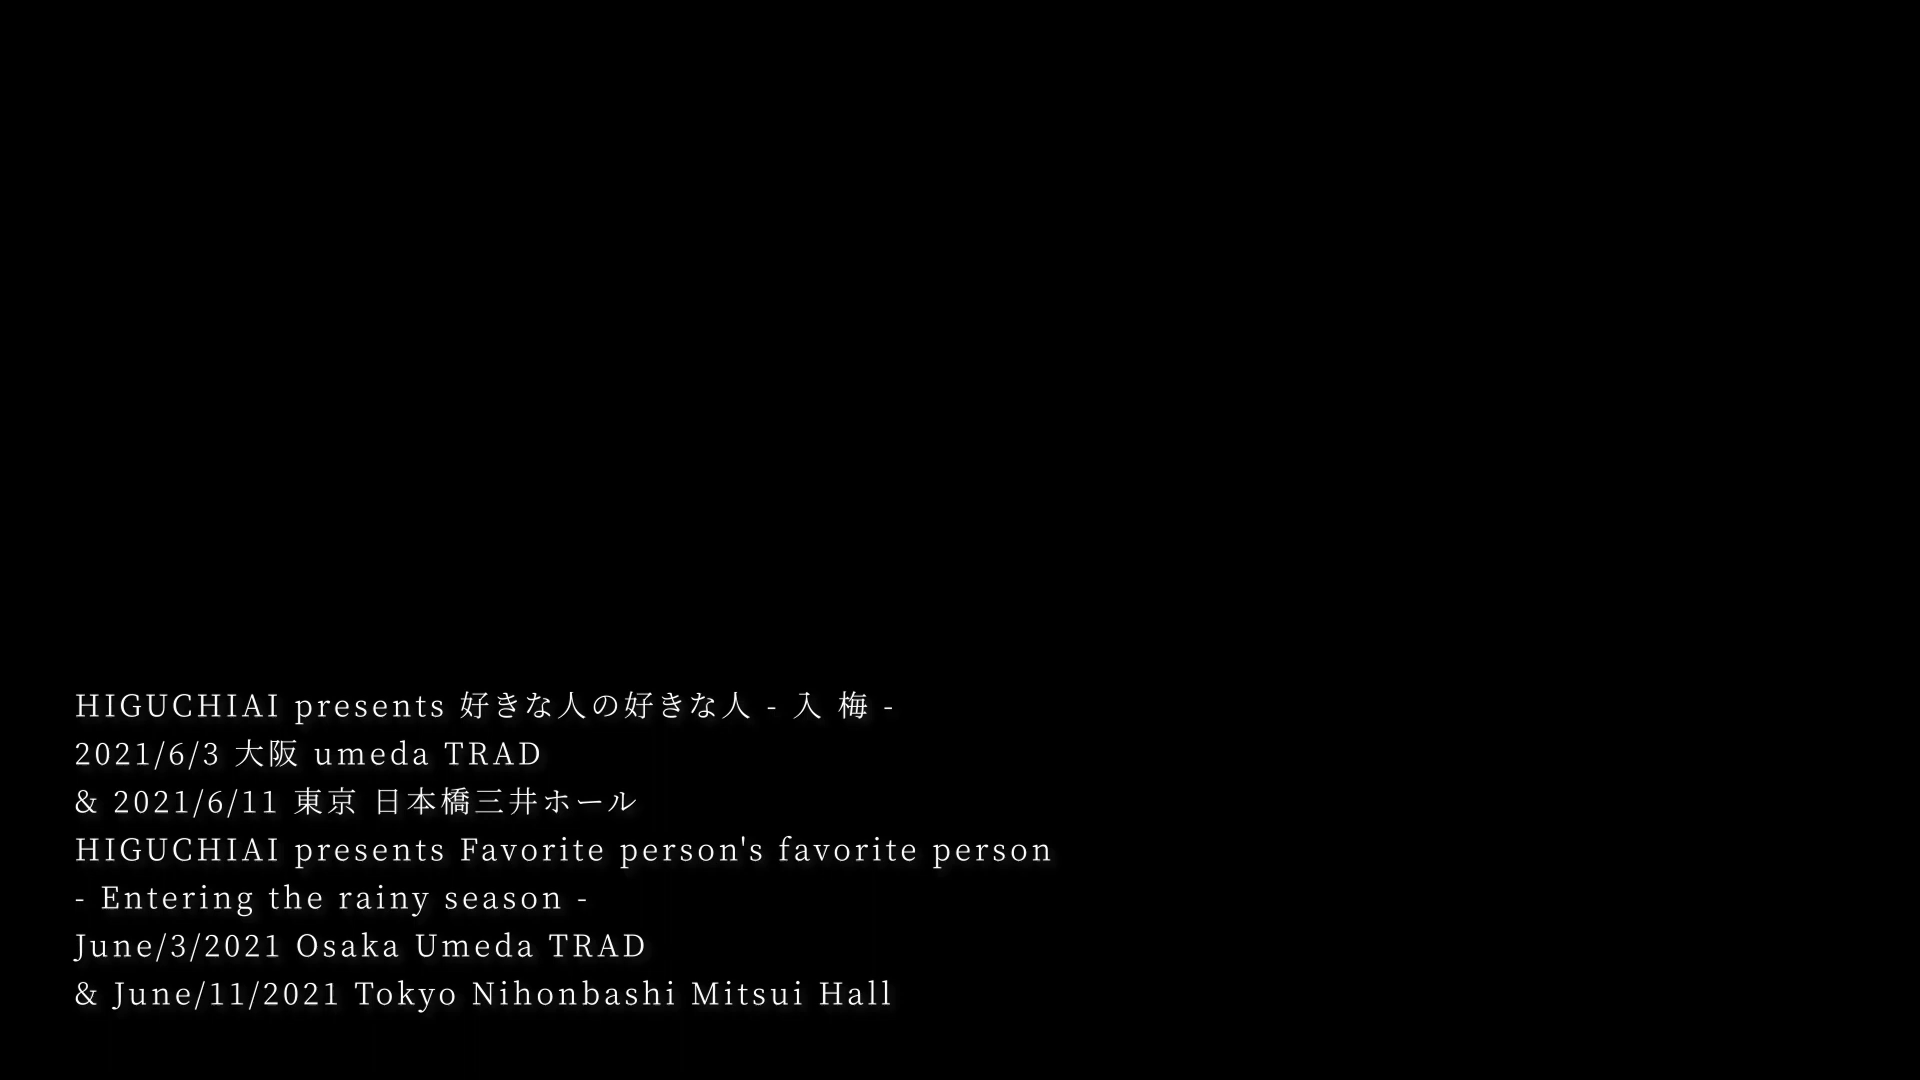 HIGUCHIAI presents 好きな人の好きな人 - 入 梅 -
2021/6/3 大阪 umeda TRAD
& 2021/6/11 東京 日本橋三井ホール
HIGUCHIAI presents Favorite person's favorite person
- Entering the rainy season -
June/3/2021 Osaka Umeda TRAD
& June/11/2021 Tokyo Nihonbashi Mitsui Hall